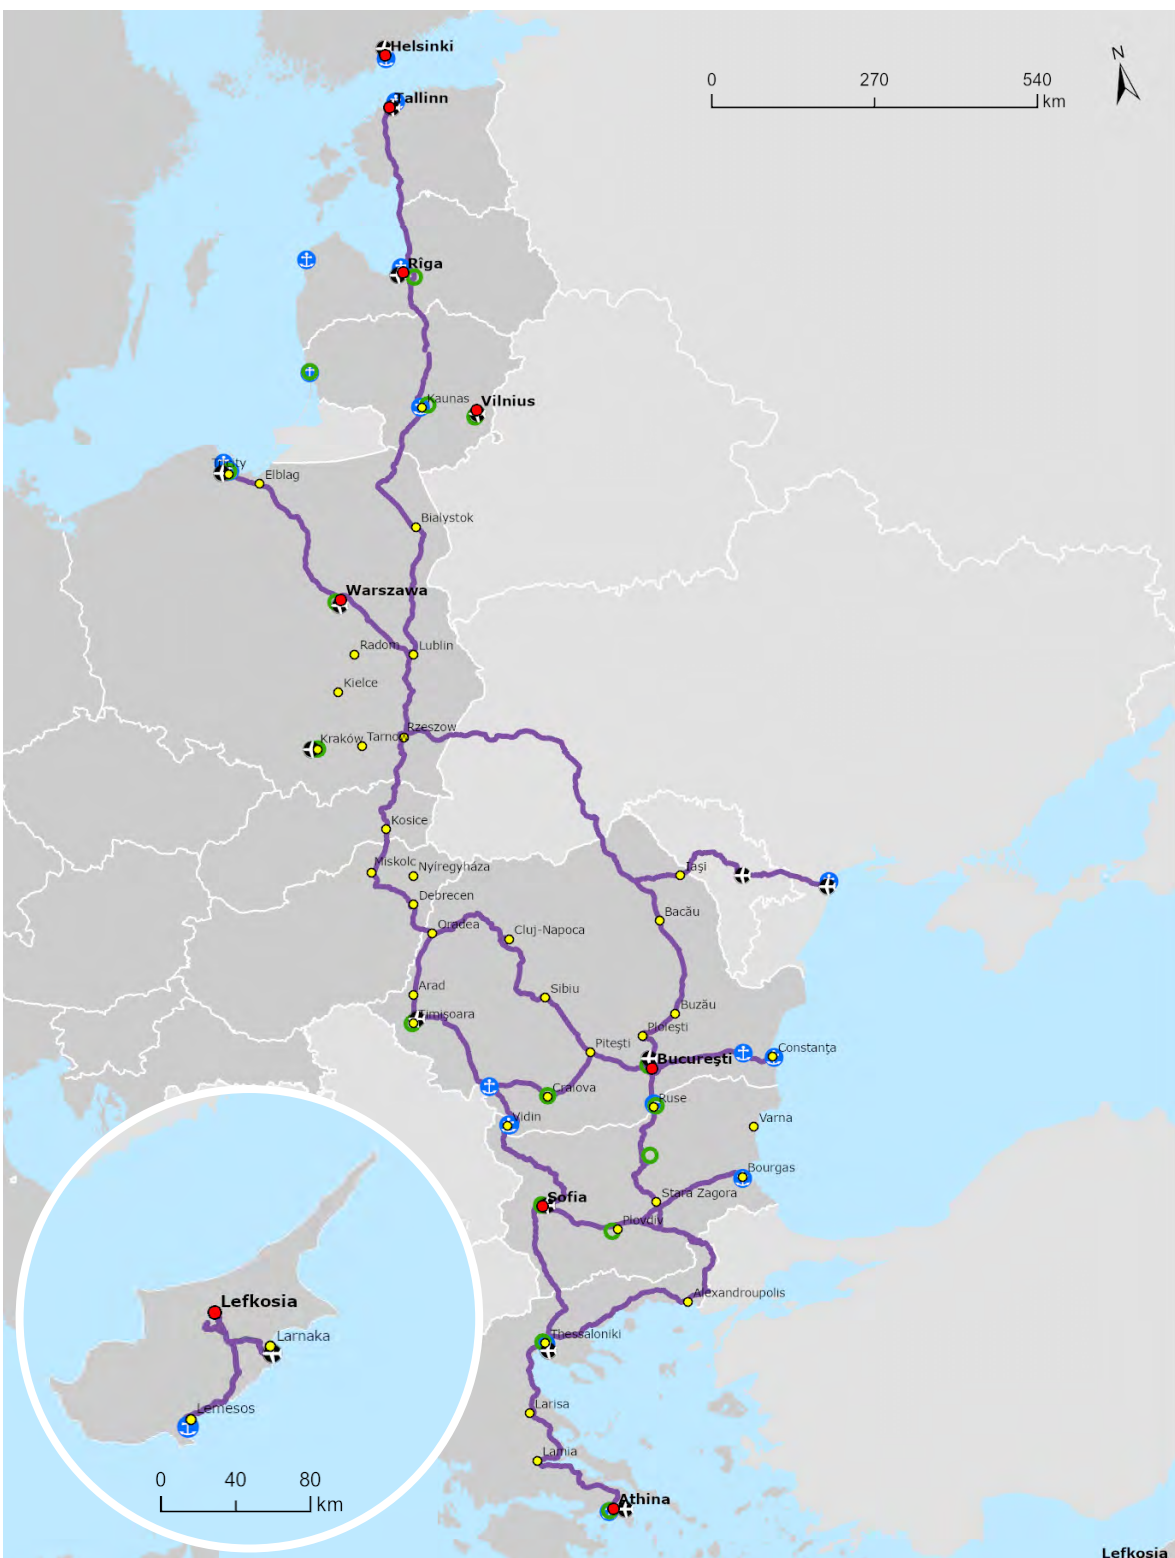 Helsinki
N
0 270 540
km
Tallinn
Rîga
Kaunas
Vilnius
Elblag
Bialystok
Warszawa
Radom
Lublin
Kielce
Rzeszow
Kraków
Kosice
Miskolc
Nyíregyháza
Iaşi
Debrecen
Bacău
Oradea
Cluj-Napoca
Arad
Sibiu
Buzău
Timişoara
Ploieşti
Piteşti
Bucureşti
Constanţa
Craiova
Ruse
Vidin
Varna
Bourgas
Sofia
Stara Zagora
Plovdiv
Alexandroupolis
Lefkosia
Thessaloniki
Larnaka
Larisa
Lemesos
Lamia
0 40 80
km
Athina
Lefkosia